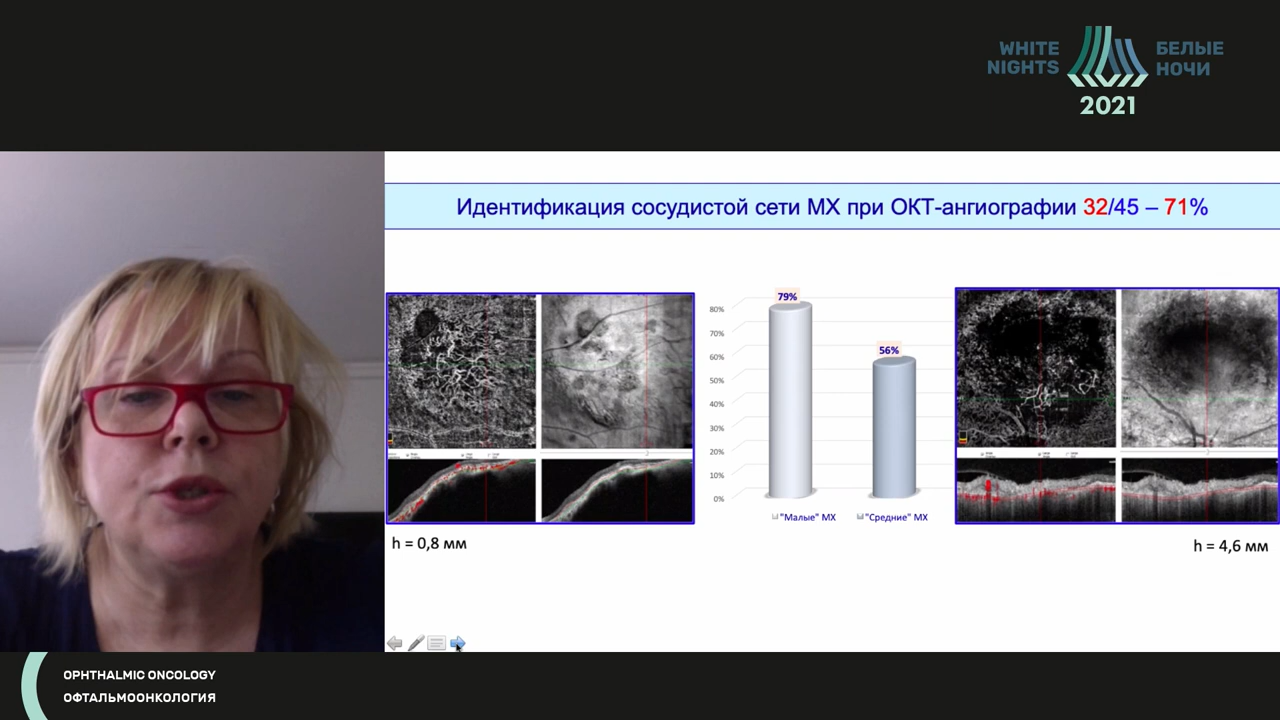 WHITE NIGHTS
БЕЛЫЕ НОЧИ
2021
Идентификация сосудистой сети МХ при ОКТ-ангиографии 32/45 – 71%
79%
56%
80%
70%
60%
50%
40%
30%
20%
10%
0%
"Малые" МХ
"Средние" МХ
h = 0,8 мм
h = 4,6 мм
OPHTHALMIC ONCOLOGY
ОФТАЛЬМООНКОЛОГИЯ